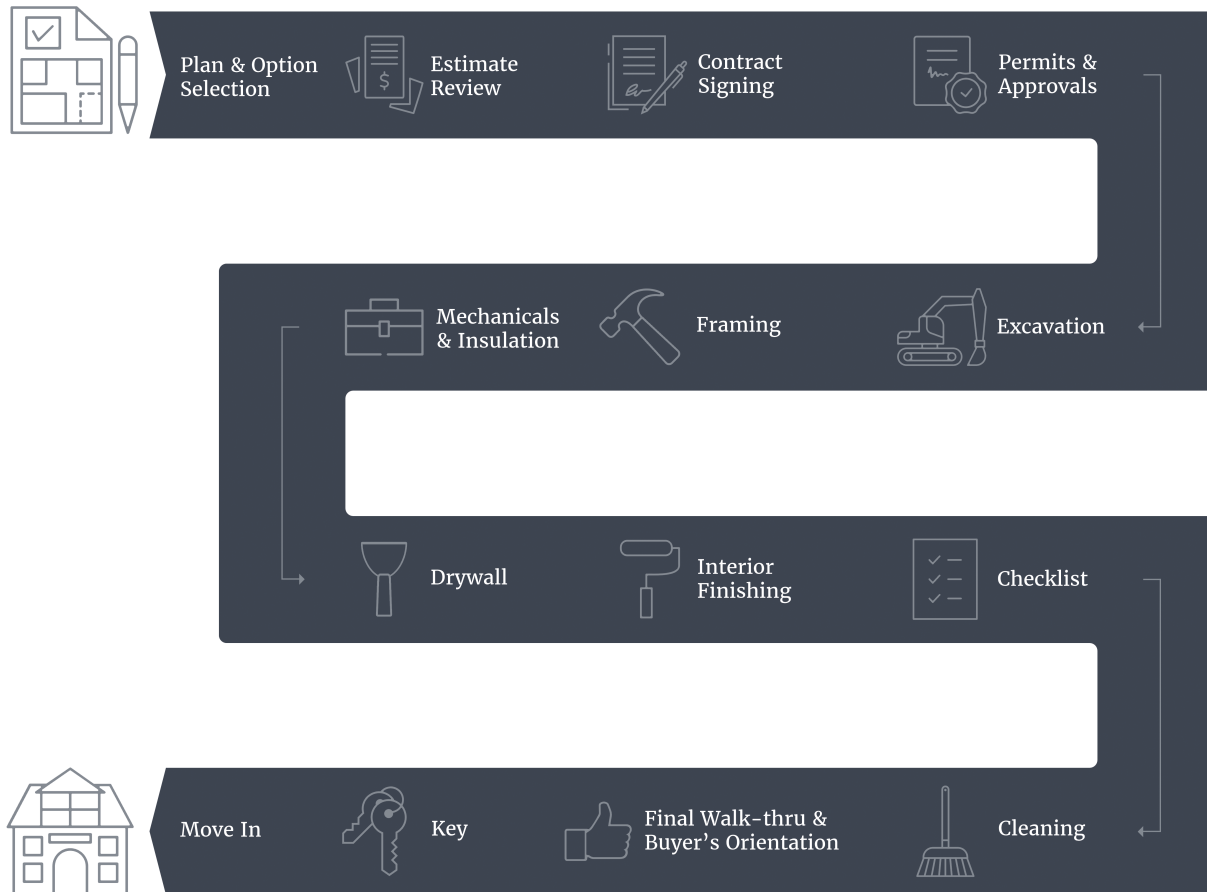 Plan & Option
Selection
Estimate
Review
Contract
Signing
Permits &
Approvals
Excavation
Framing
Mechanicals
& Insulation
Drywall
Interior
Finishing
Checklist
Cleaning
Final Walk-thru &
Buyer’s Orientation
Key
Move In